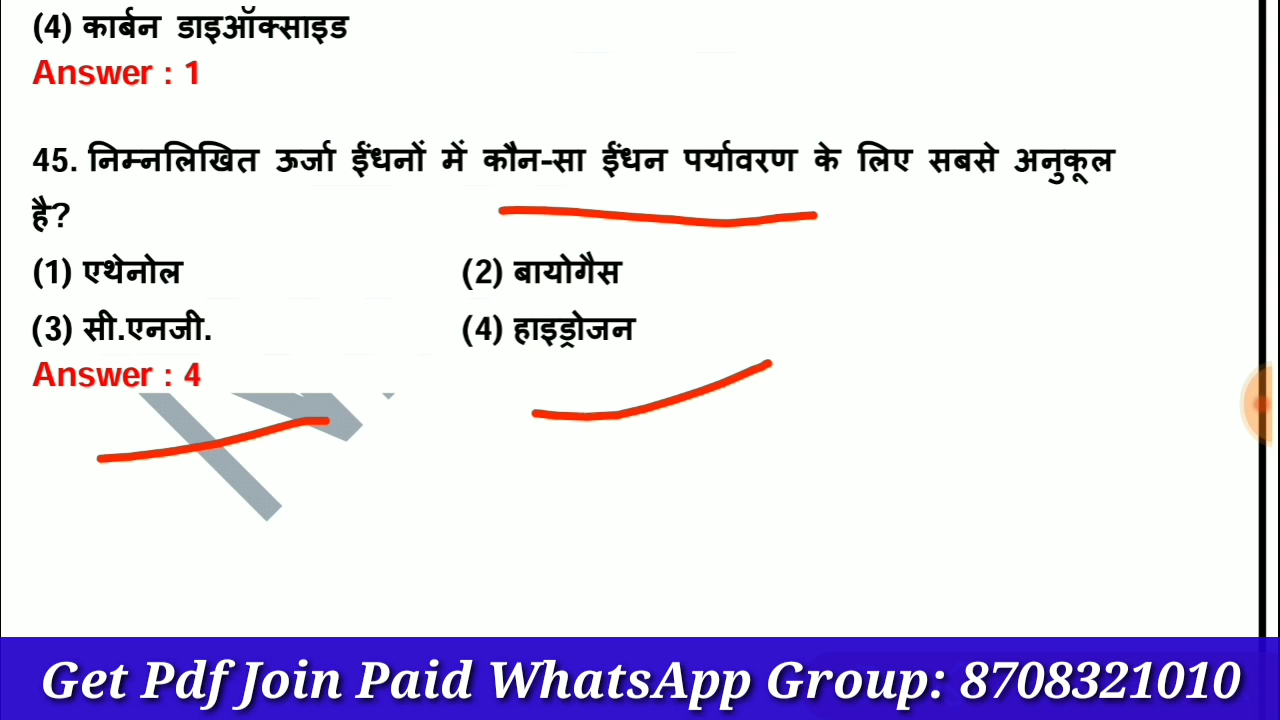 (4) कार्बन डाइऑक्साइड
Answer : 1
45. निम्नलिखित ऊर्जा ईंधनों में कौन-सा ईंधन पर्यावरण के लिए सबसे अनुकूल
है?
(1) एथेनोल (2) बायोगैस
(3) सी.एनजी. (4) हाइड्रोजन
Answer : 4
Get Pdf Join Paid WhatsApp Group: 8708321010